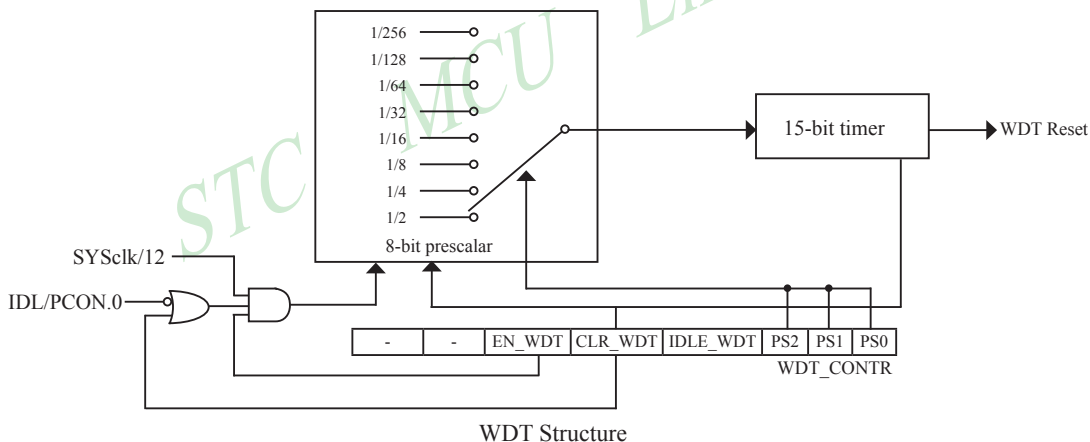 STC MCU Li
1/256
1/128
1/64
1/32
1/16
1/8
1/4
1/2
8-bit prescalar
15-bit timer
WDT Reset
SYSclk/12
IDL/PCON.0
- - EN_WDT CLR_WDT IDLE_WDT PS2 PS1 PS0
WDT_CONTR
WDT Structure